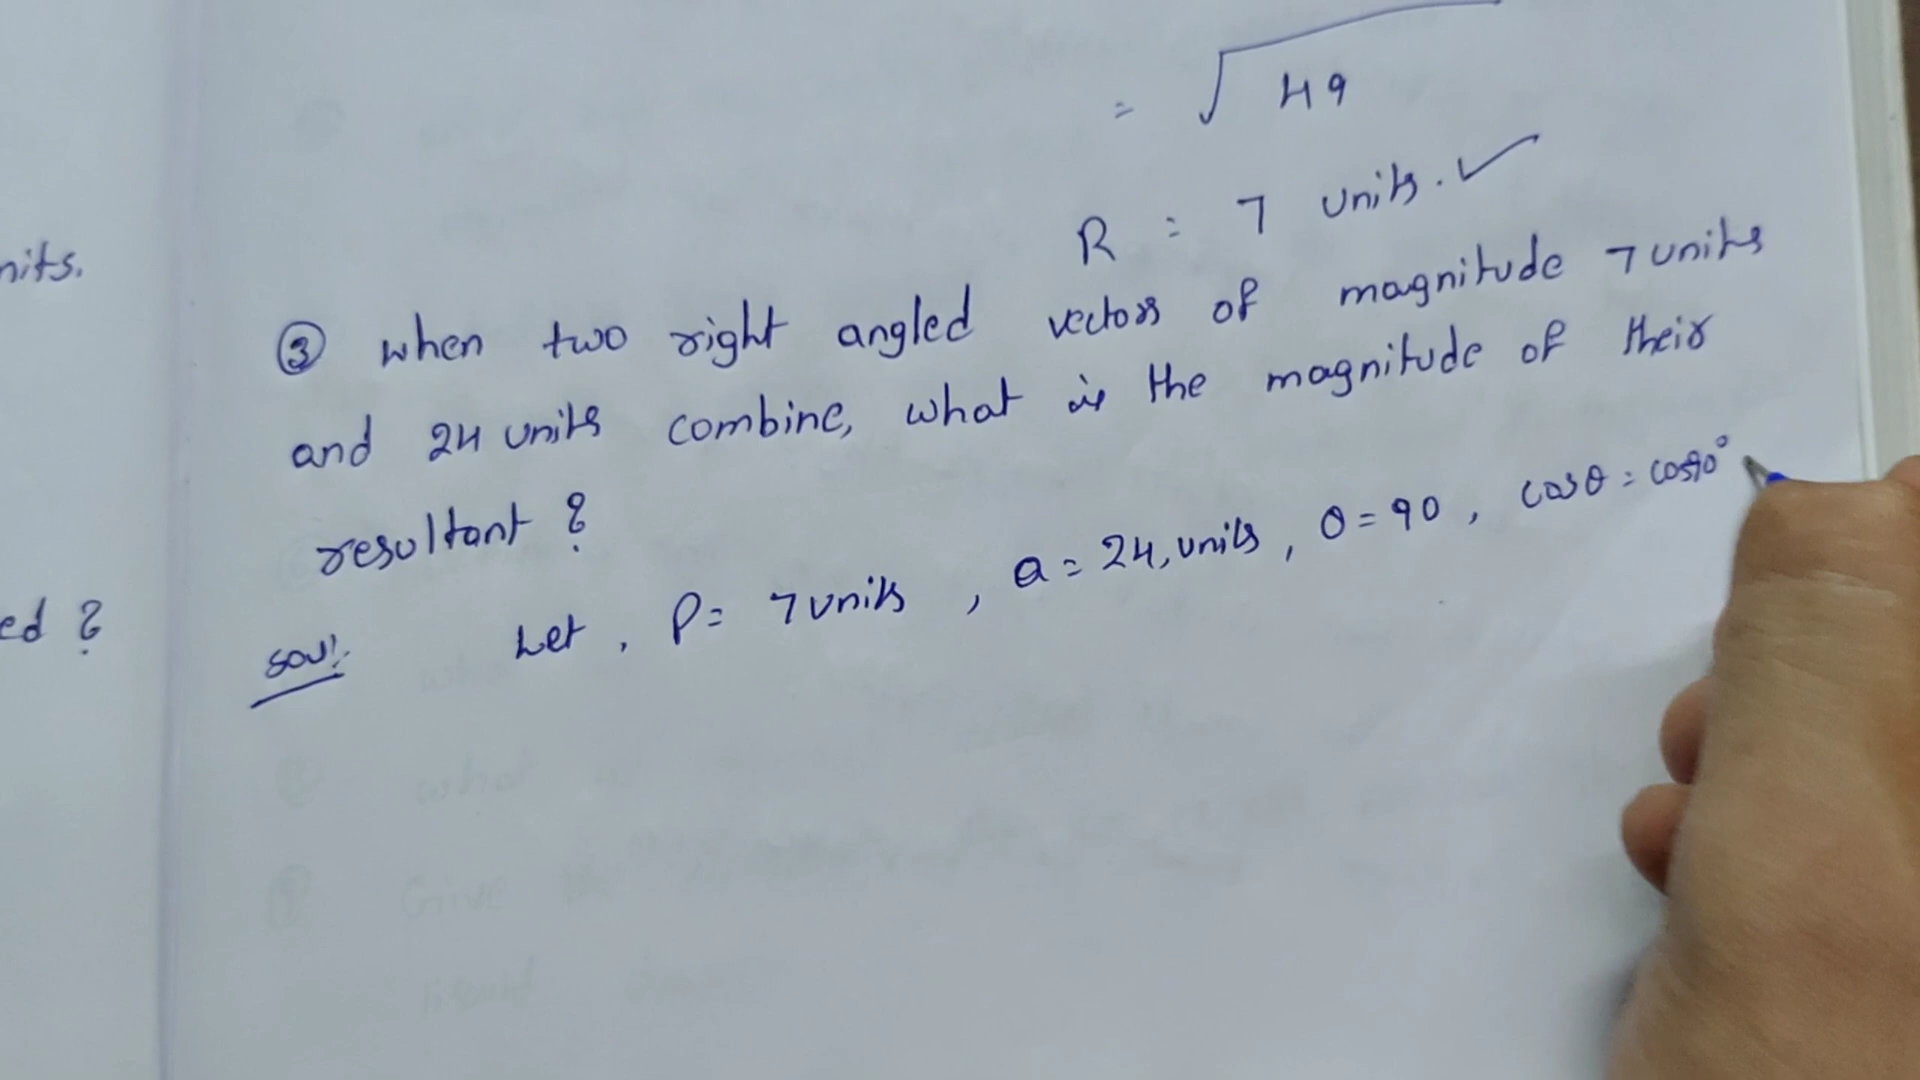 = √49
R = 7 units. ✓
nits.
③ when two right angled vectors of magnitude 7 units
and 24 units combine, what is the magnitude of their
resultant ?
ed ?
Sol:- Let, P = 7 units, Q = 24, units, θ = 90, cosθ = cos90°